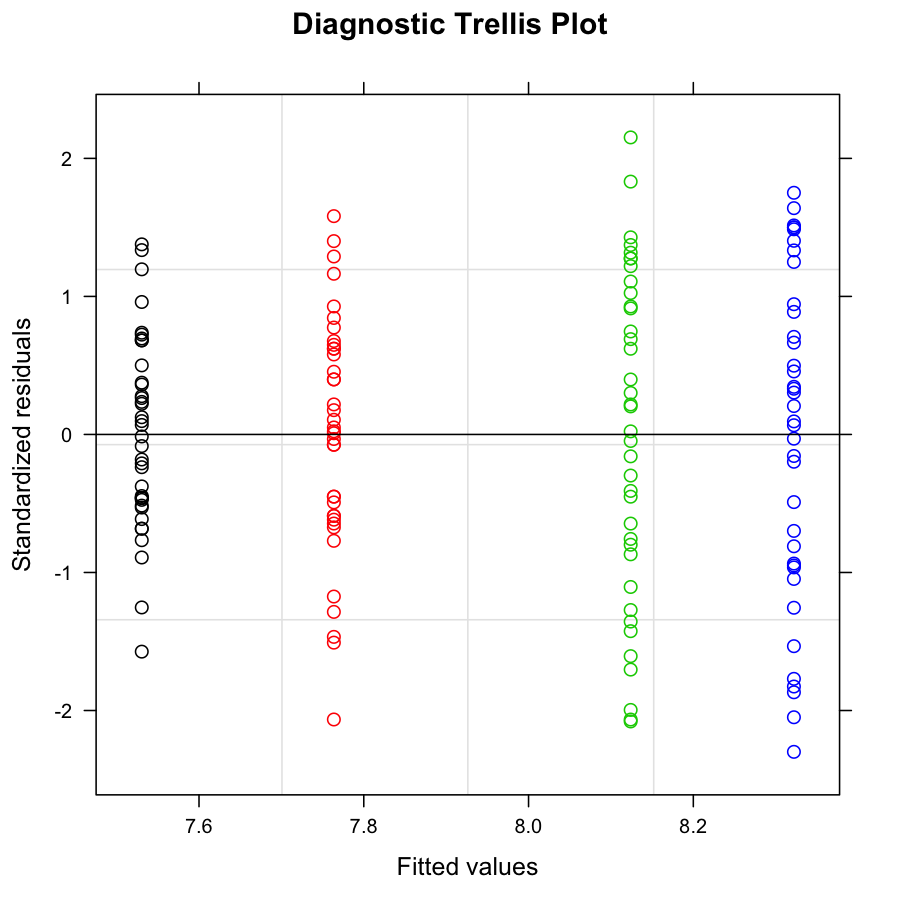 Diagnostic Trellis Plot
2
1
0
-1
-2
Standardized residuals
7.6 7.8 8.0 8.2
Fitted values